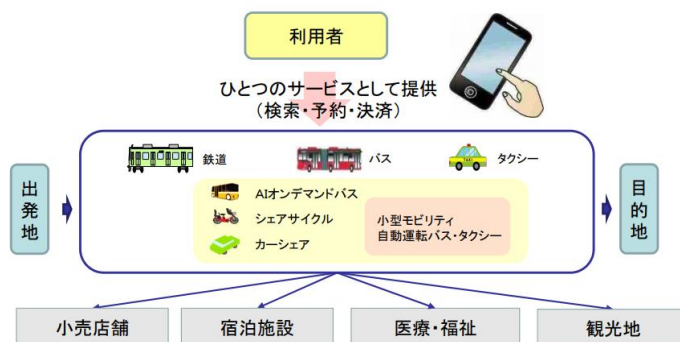 利用者
ひとつのサービスとして提供
(検索・予約・決済)
鉄道
バス
TAXI
タクシー
出発地
AIオンデマンドバス
シェアサイクル
カーシェア
小型モビリティ
自動運転バス・タクシー
目的地
小売店舗
宿泊施設
医療・福祉
観光地